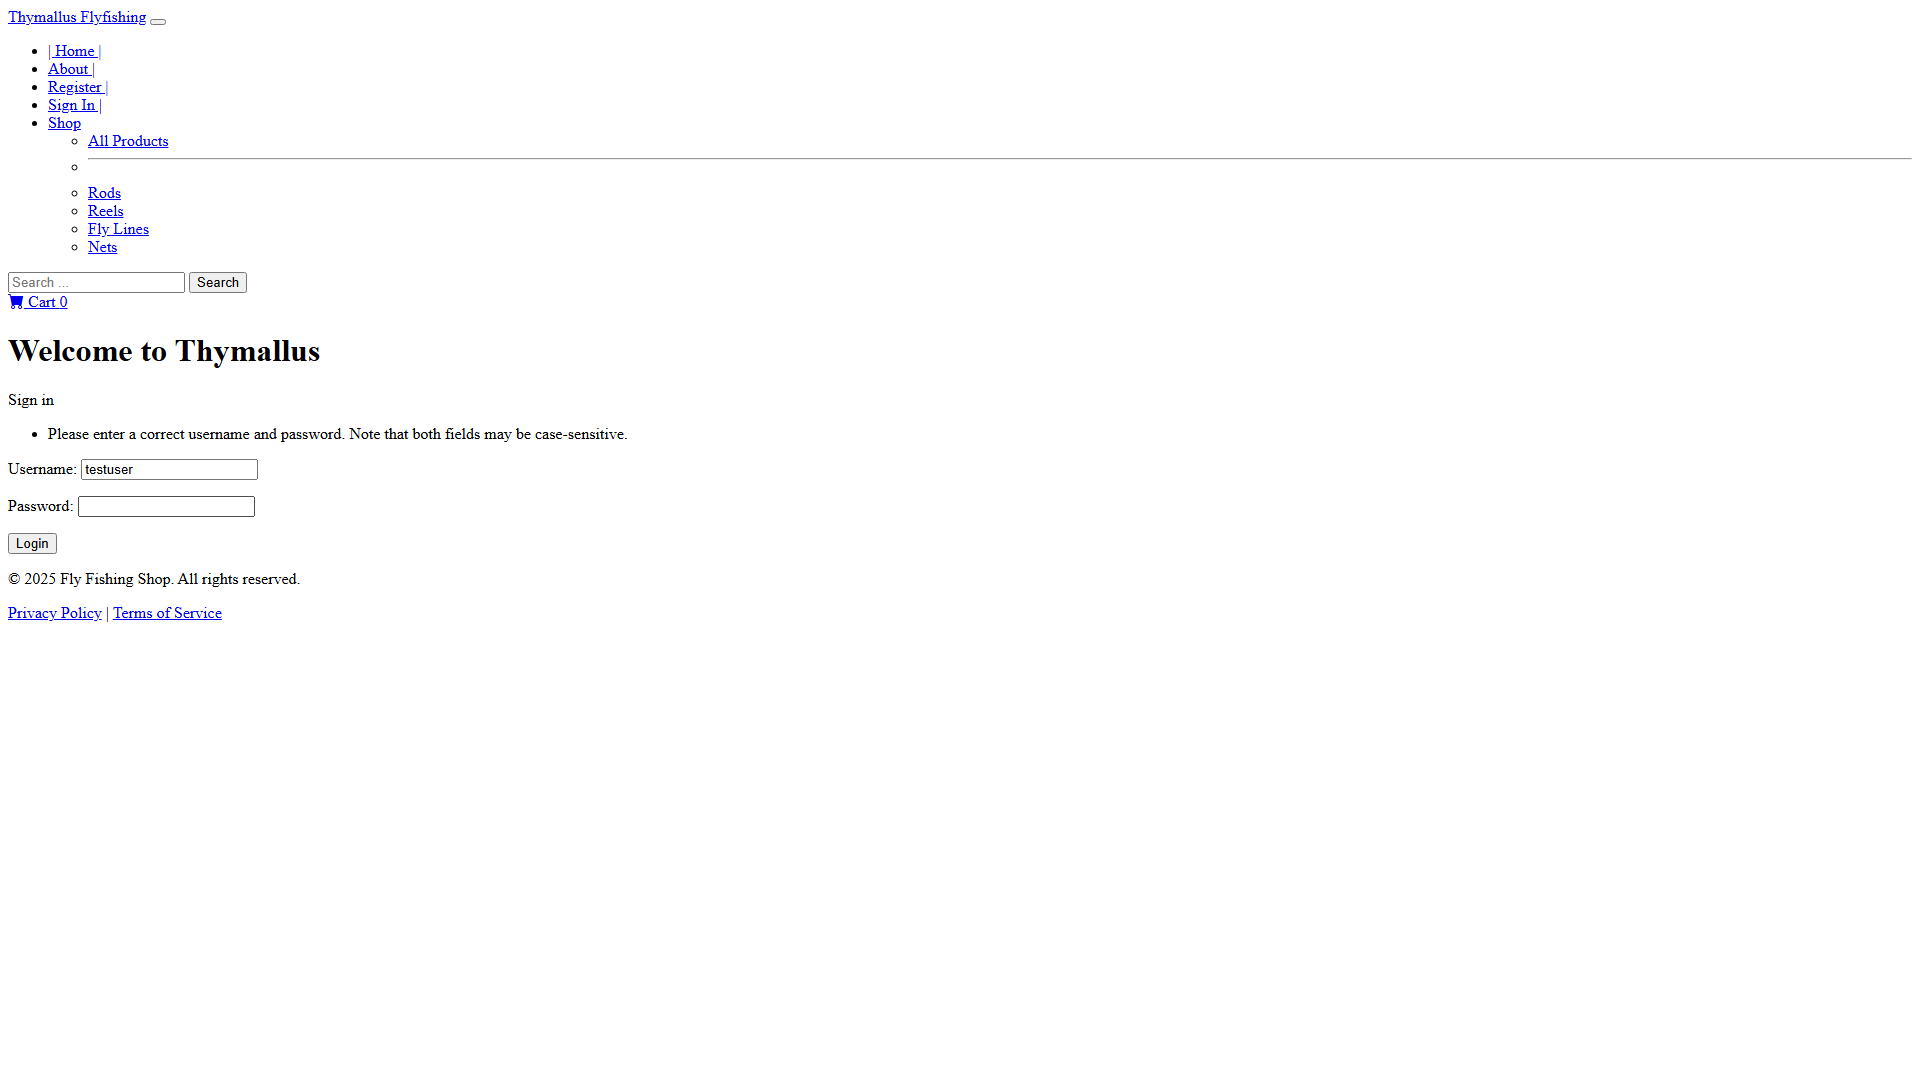 Thymallus Flyfishing
| Home |
About |
Register |
Sign In |
Shop
All Products
Rods
Reels
Fly Lines
Nets
Search ... Search
Cart 0
Welcome to Thymallus
Sign in
Please enter a correct username and password. Note that both fields may be case-sensitive.
Username: testuser
Password:
Login
© 2025 Fly Fishing Shop. All rights reserved.
Privacy Policy | Terms of Service